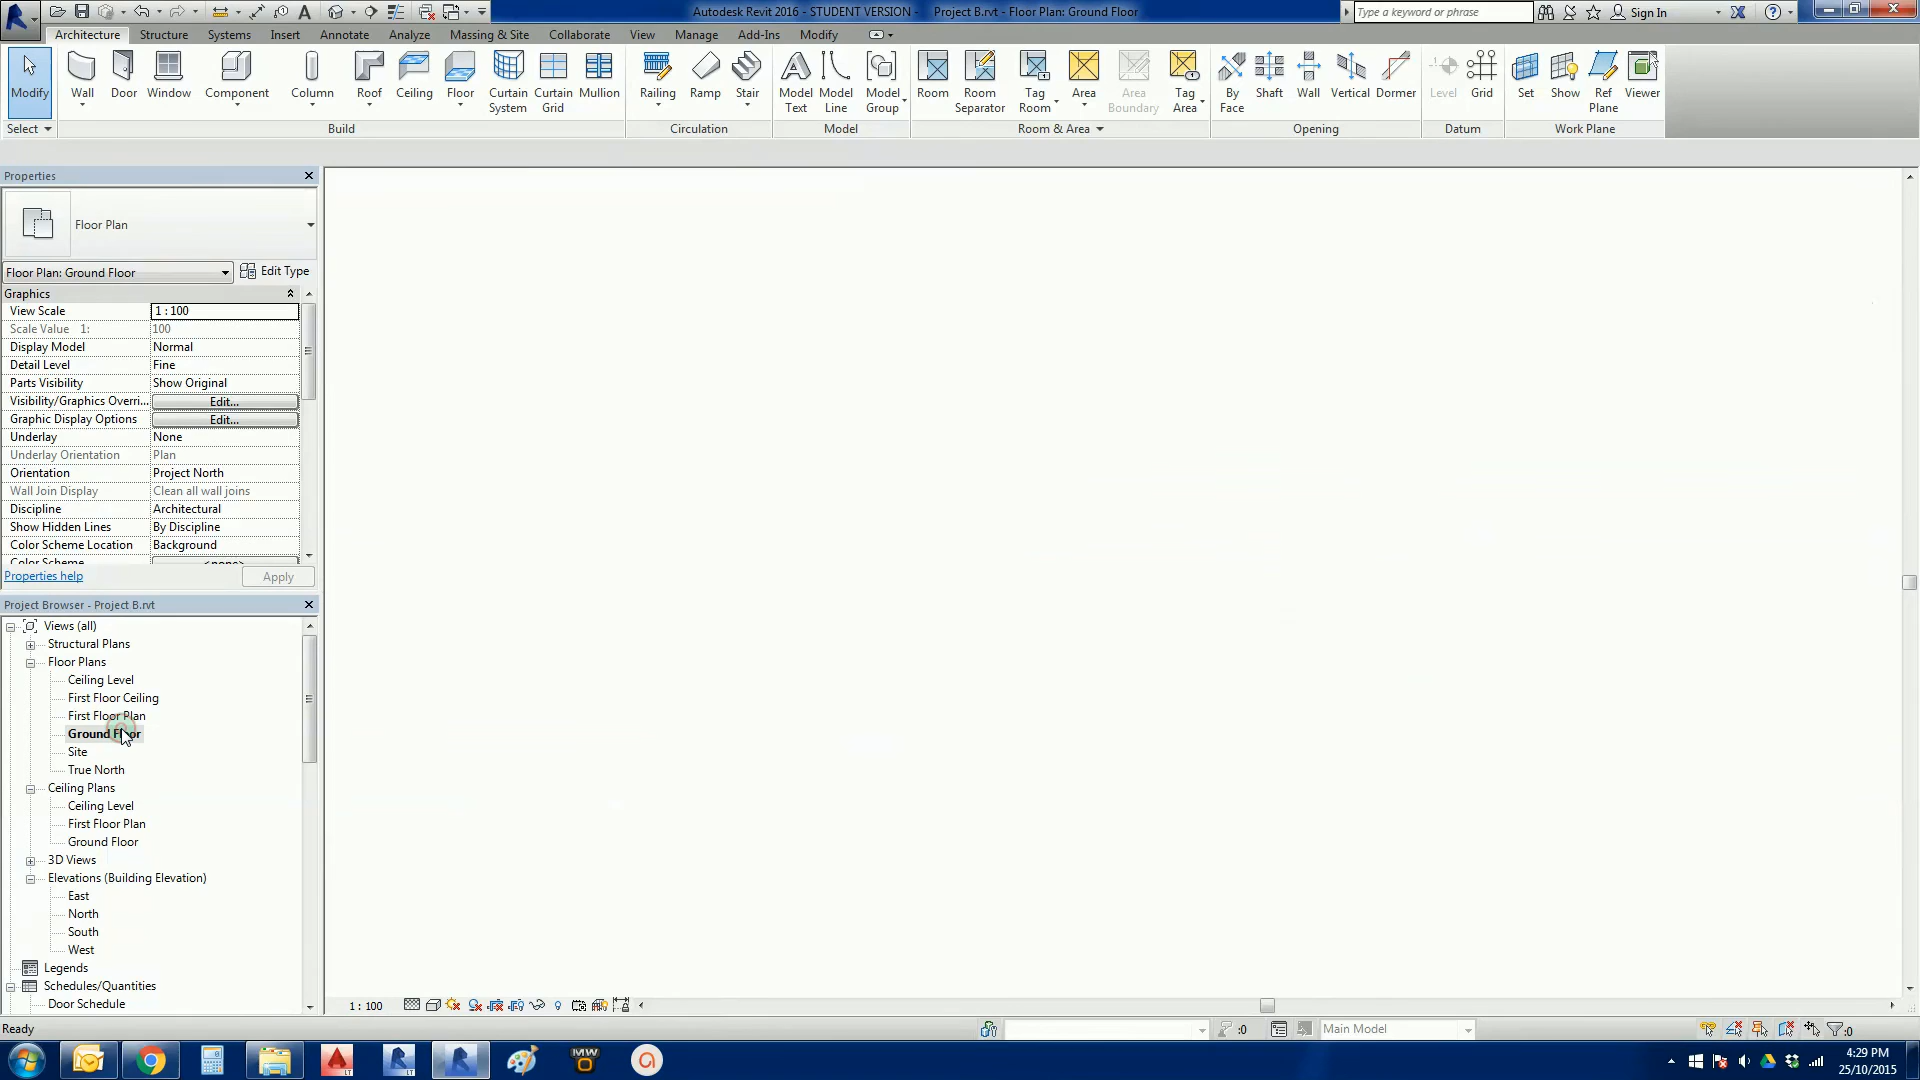 Autodesk Revit 2016 - STUDENT VERSION - Project B.rvt - Floor Plan: Ground Floor
Type a keyword or phrase
Sign In
Architecture Structure Systems Insert Annotate Analyze Massing & Site Collaborate View Manage Add-Ins Modify
Modify Wall Door Window Component Column Roof Ceiling Floor Curtain System Curtain Grid Mullion Railing Ramp Stair Model Text Model Line Model Group Room Room Separator Tag Room Area Area Boundary Tag Area By Face Shaft Wall Vertical Dormer Level Grid Set Show Ref Plane Viewer
Select Build Circulation Model Room & Area Opening Datum Work Plane
Properties
Floor Plan
Floor Plan: Ground Floor Edit Type
Graphics
View Scale 1 : 100
Scale Value 1: 100
Display Model Normal
Detail Level Fine
Parts Visibility Show Original
Visibility/Graphics Overri... Edit...
Graphic Display Options Edit...
Underlay None
Underlay Orientation Plan
Orientation Project North
Wall Join Display Clean all wall joins
Discipline Architectural
Show Hidden Lines By Discipline
Color Scheme Location Background
Color Scheme <none>
Properties help Apply
Project Browser - Project B.rvt
Views (all)
Structural Plans
Floor Plans
Ceiling Level
First Floor Ceiling
First Floor Plan
Ground Floor
Site
True North
Ceiling Plans
Ceiling Level
First Floor Plan
Ground Floor
3D Views
Elevations (Building Elevation)
East
North
South
West
Legends
Schedules/Quantities
Door Schedule
1 : 100
Ready
:0
Main Model
:0
LT
LT
MW
4:29 PM
25/10/2015